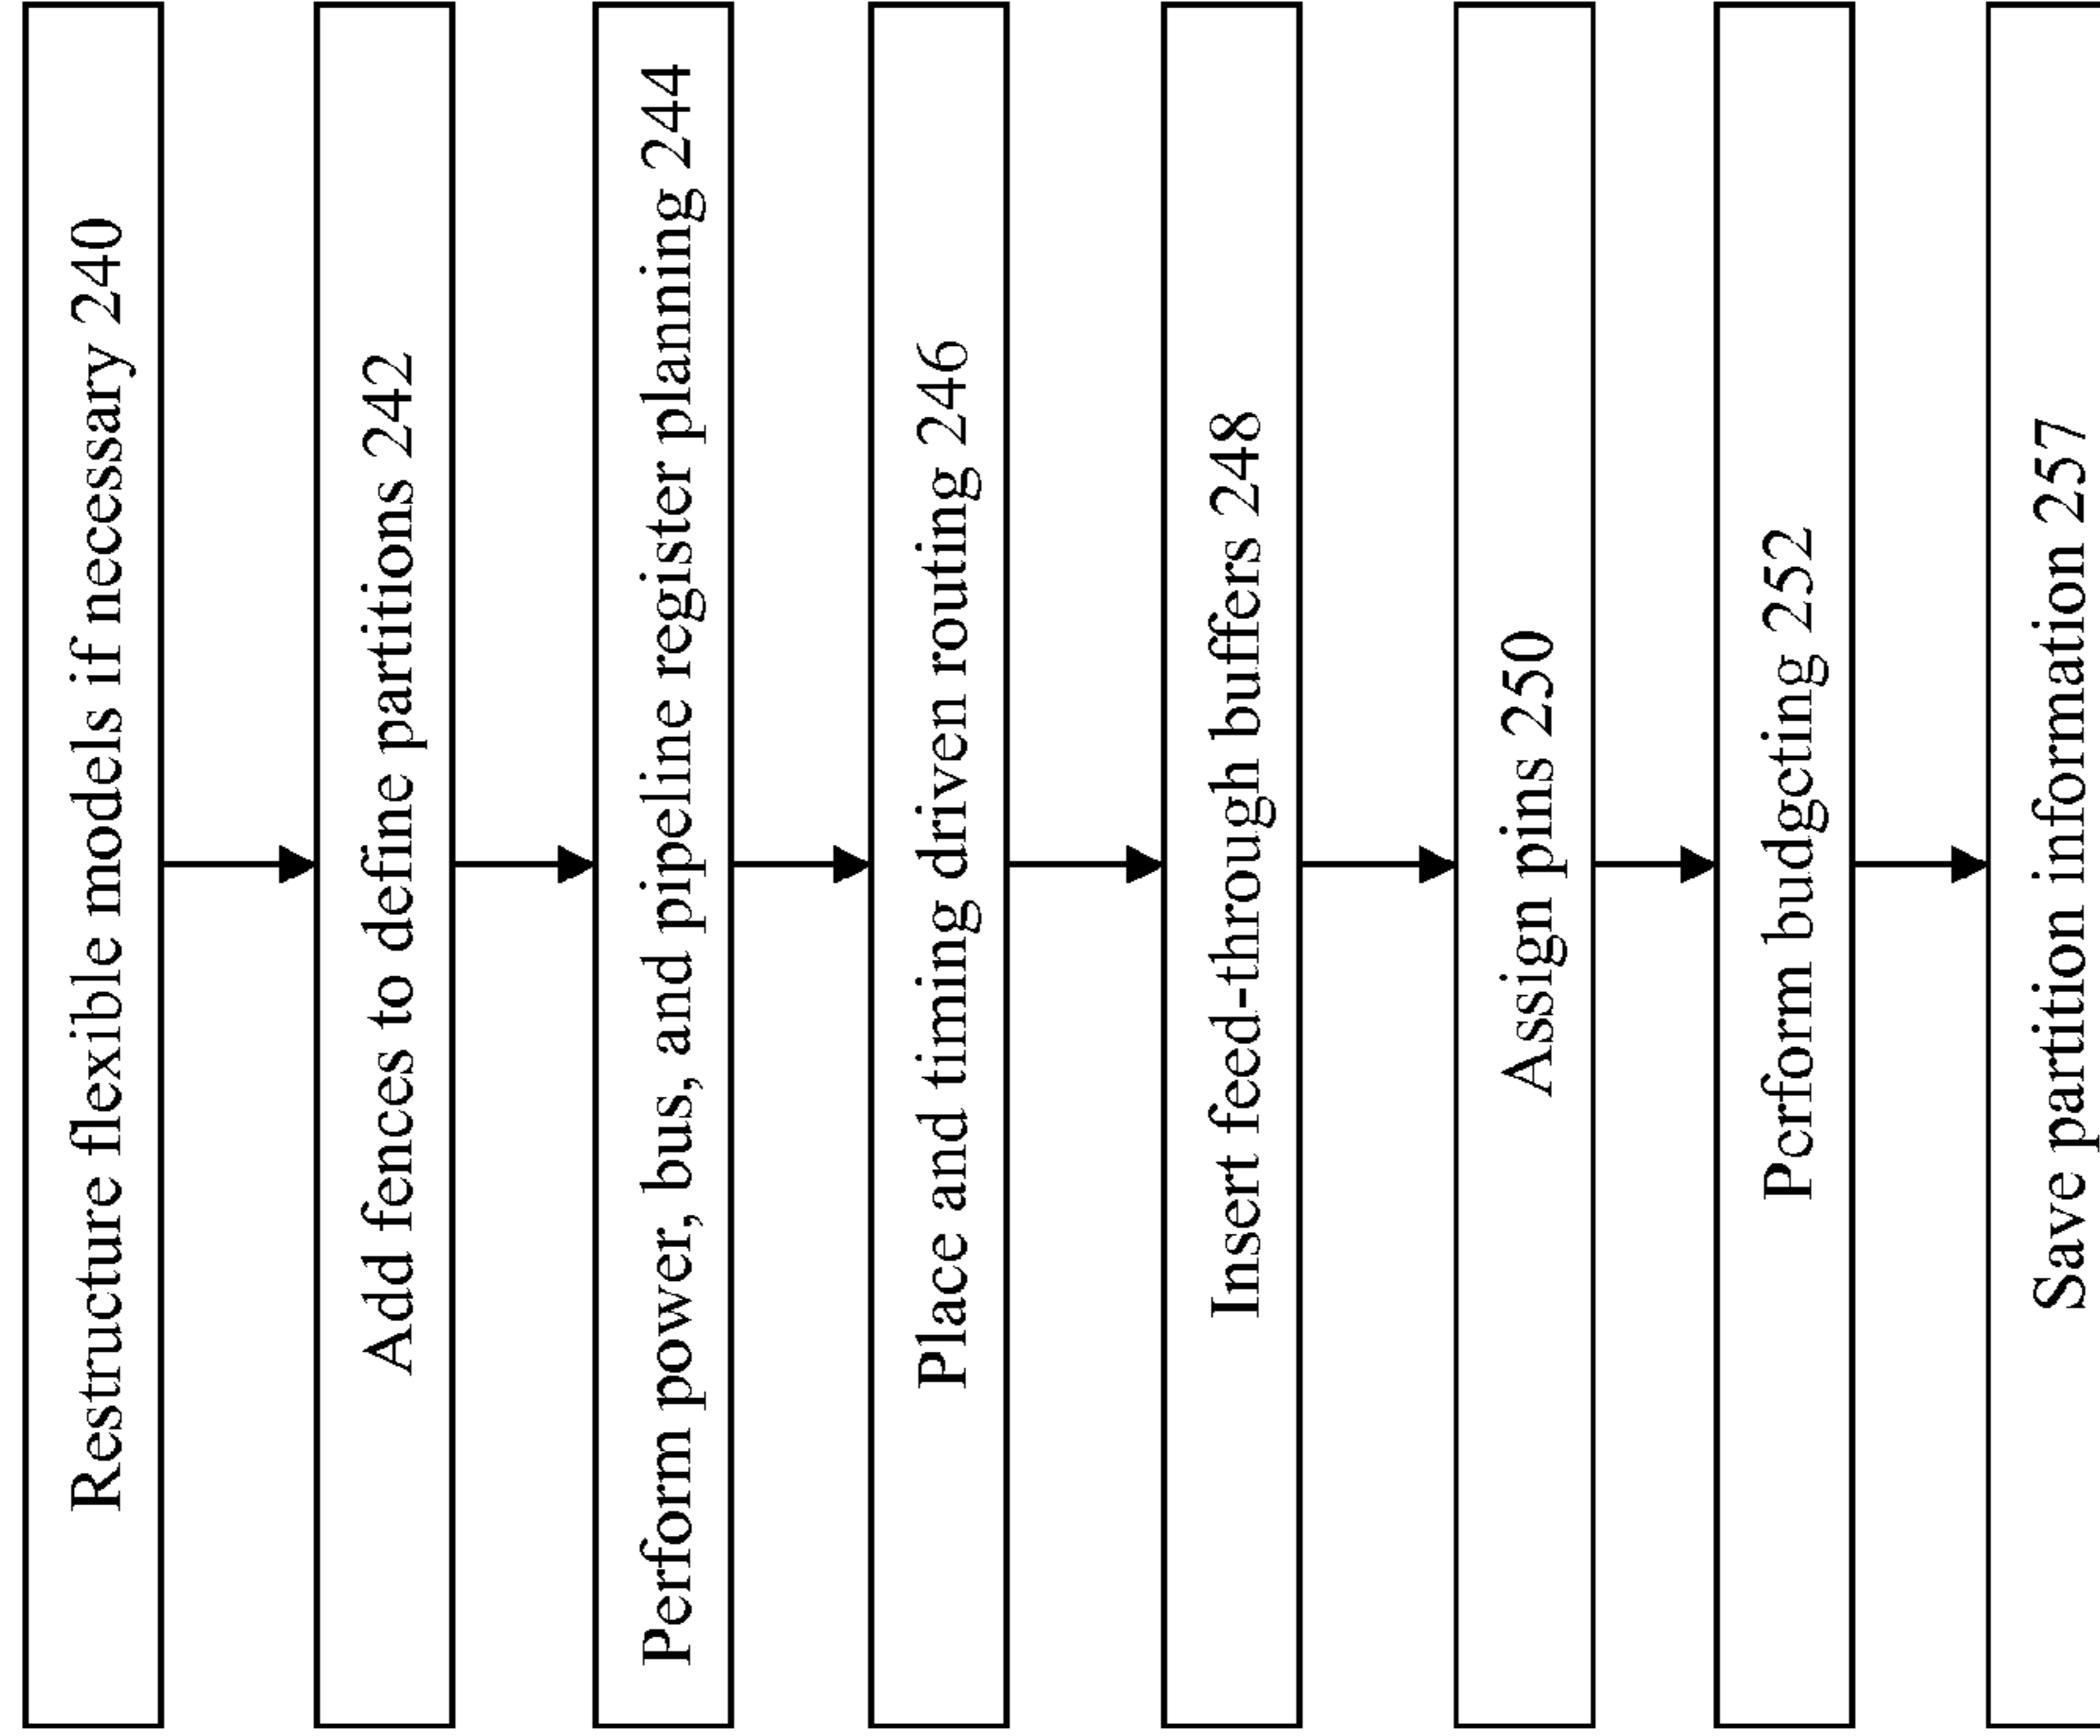 Restructure flexible models if necessary 240
Add fences to define partitions 242
Perform power, bus, and pipeline register planning 244
Place and timing driven routing 246
Insert feed-through buffers 248
Assign pins 250
Perform budgeting 252
Save partition information 257